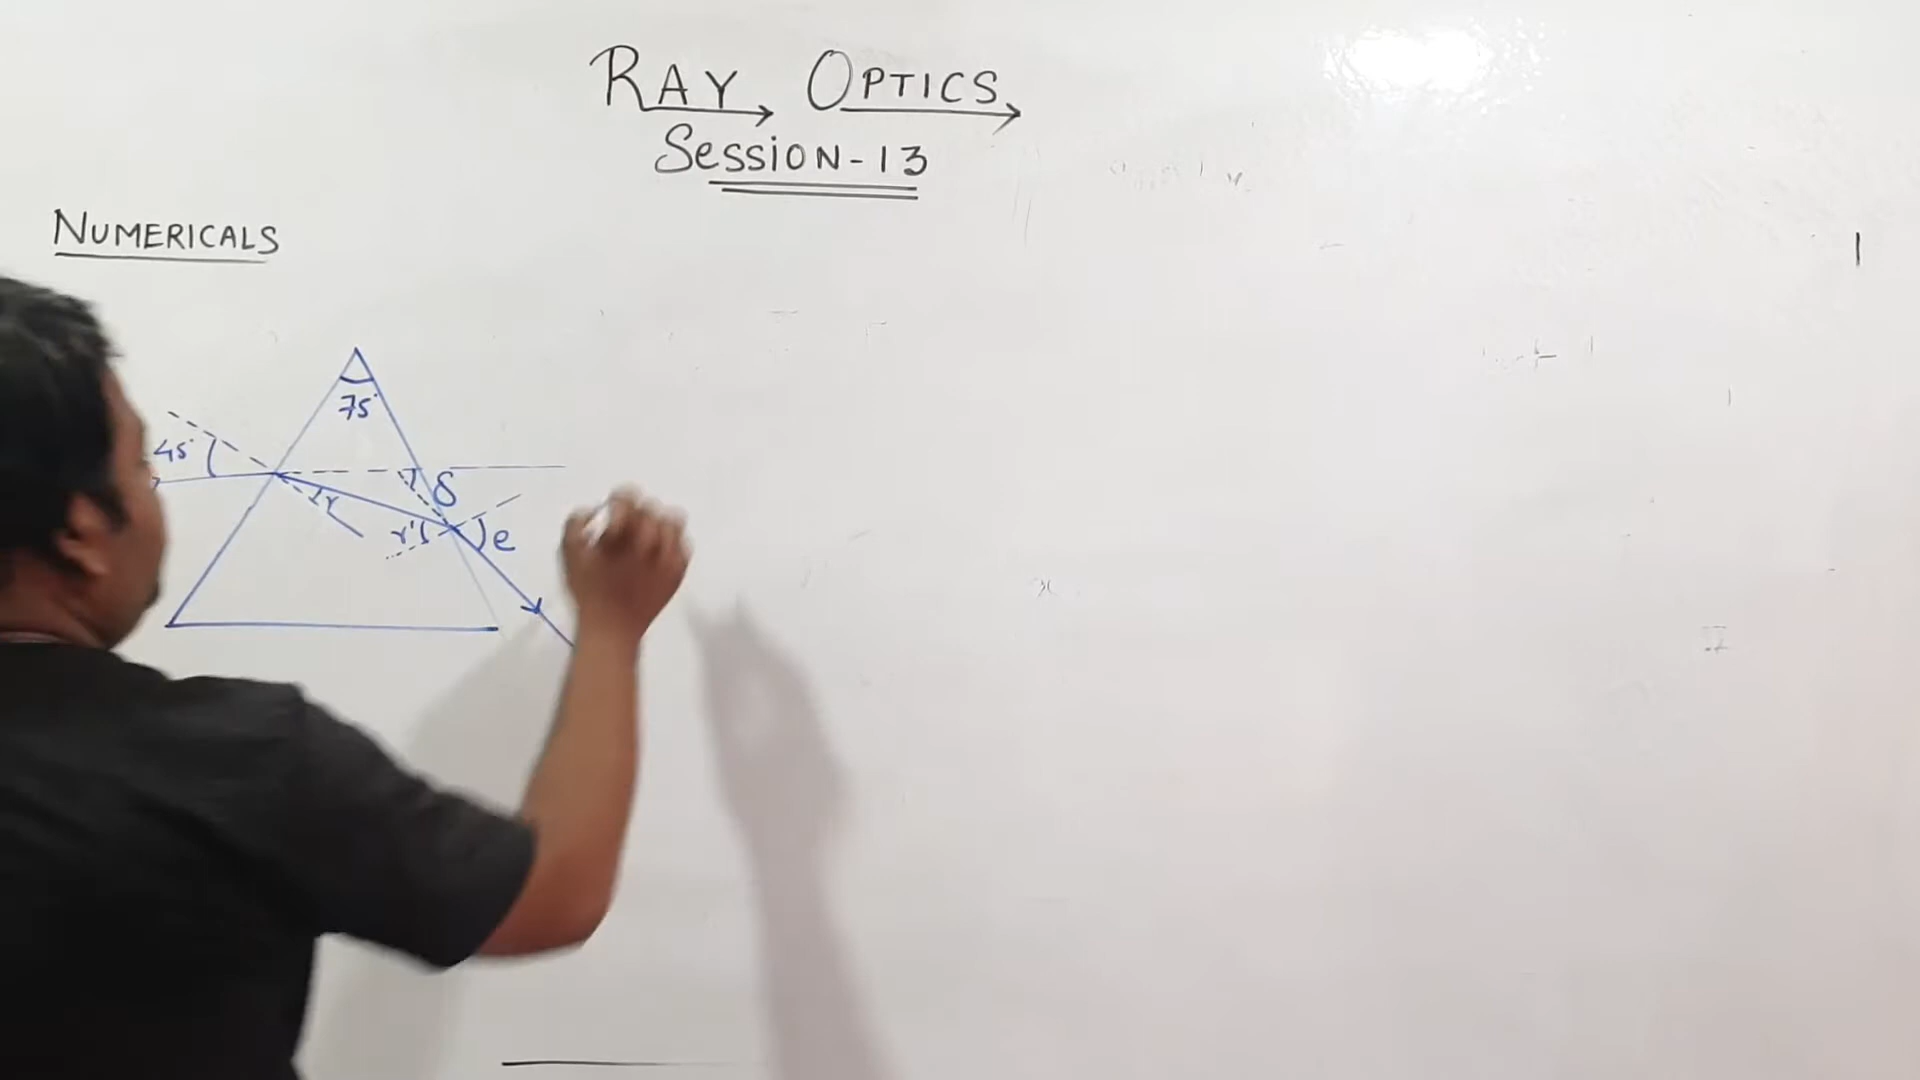 RAY OPTICS
SESSION-13
NUMERICALS
75°
45°
δ
r
r'
e